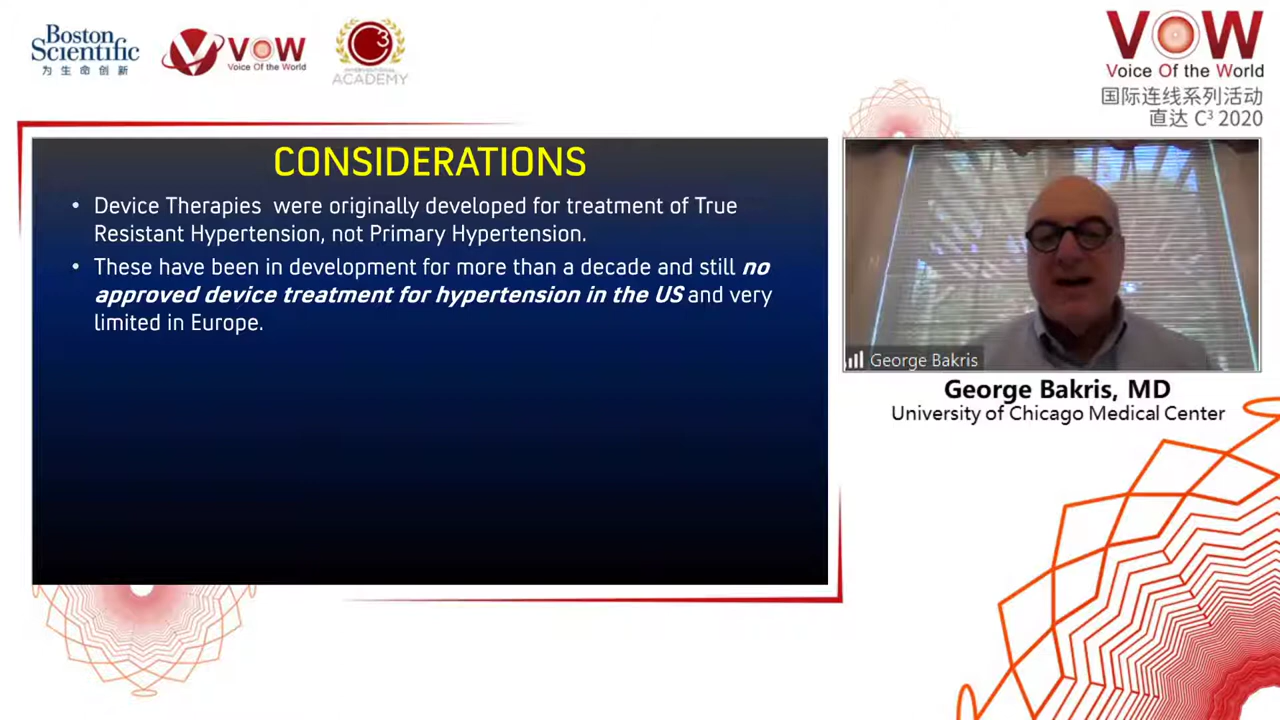 Boston
Scientific
为生命创新
VOW
Voice Of the World
C3
INTERVENTIONAL
ACADEMY
VOW
Voice Of the World
国际连线系列活动
直达 C³ 2020
CONSIDERATIONS
• Device Therapies were originally developed for treatment of True
Resistant Hypertension, not Primary Hypertension.
• These have been in development for more than a decade and still no
approved device treatment for hypertension in the US and very
limited in Europe.
George Bakris
George Bakris, MD
University of Chicago Medical Center